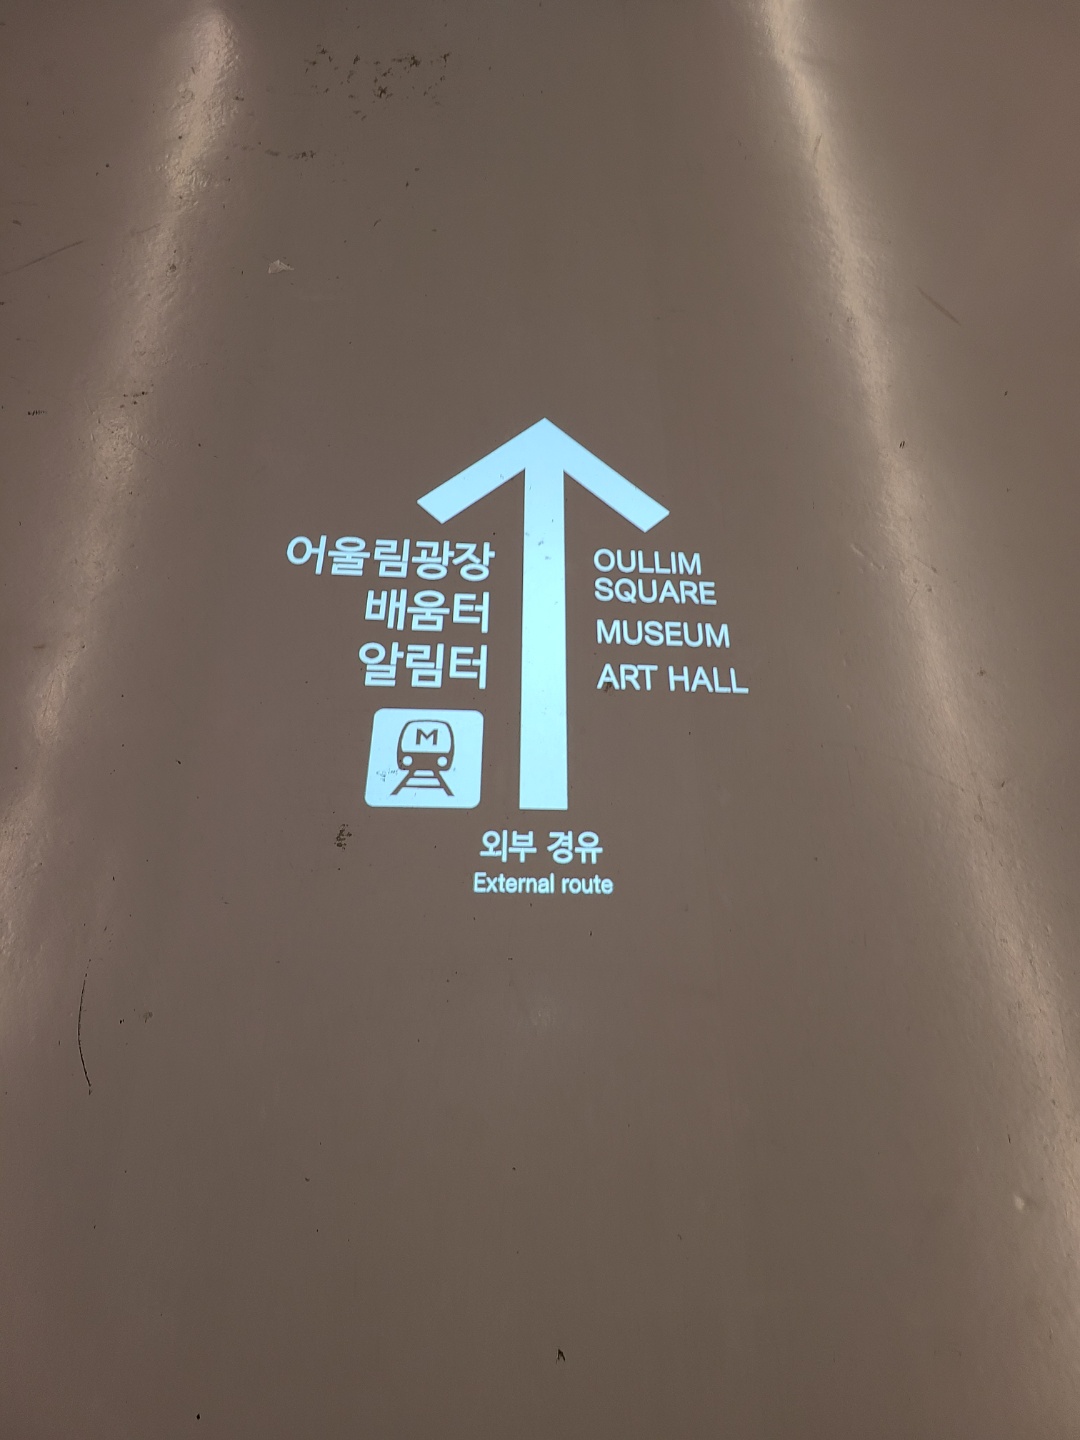 어울림광장
배움터
알림터
OULLIM
SQUARE
MUSEUM
ART HALL
M
외부 경유
External route